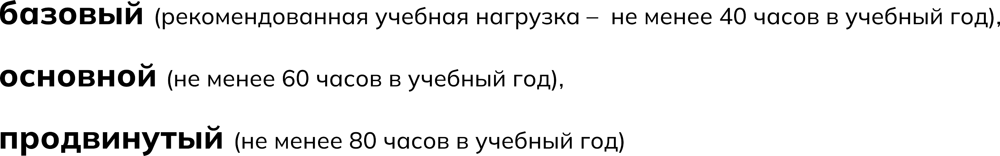 базовый (рекомендованная учебная нагрузка – не менее 40 часов в учебный год),
основной (не менее 60 часов в учебный год),
продвинутый (не менее 80 часов в учебный год)